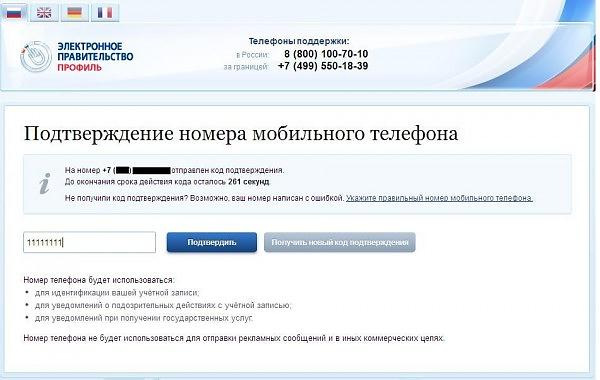 ЭЛЕКТРОННОЕ
ПРАВИТЕЛЬСТВО
ПРОФИЛЬ
Телефоны поддержки:
в России: 8 (800) 100-70-10
за границей: +7 (499) 550-18-39
Подтверждение номера мобильного телефона
На номер +7 ( ) отправлен код подтверждения.
До окончания срока действия кода осталось 261 секунд.
Не получили код подтверждения? Возможно, ваш номер написан с ошибкой. Укажите правильный номер мобильного телефона.
11111111
Подтвердить
Получить новый код подтверждения
Номер телефона будет использоваться:
• для идентификации вашей учётной записи;
• для уведомлений о подозрительных действиях с учётной записью;
• для уведомлений при получении государственных услуг.
Номер телефона не будет использоваться для отправки рекламных сообщений и в иных коммерческих целях.